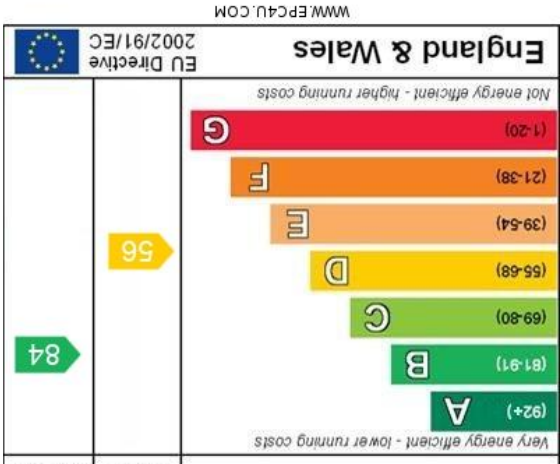 Very energy efficient - lower running costs
(92+) A
(81-91) B
(69-80) C
(55-68) D
(39-54) E
(21-38) F
(1-20) G
Not energy efficient - higher running costs
84
56
England & Wales
EU Directive
2002/91/EC
WWW.EPC4U.COM